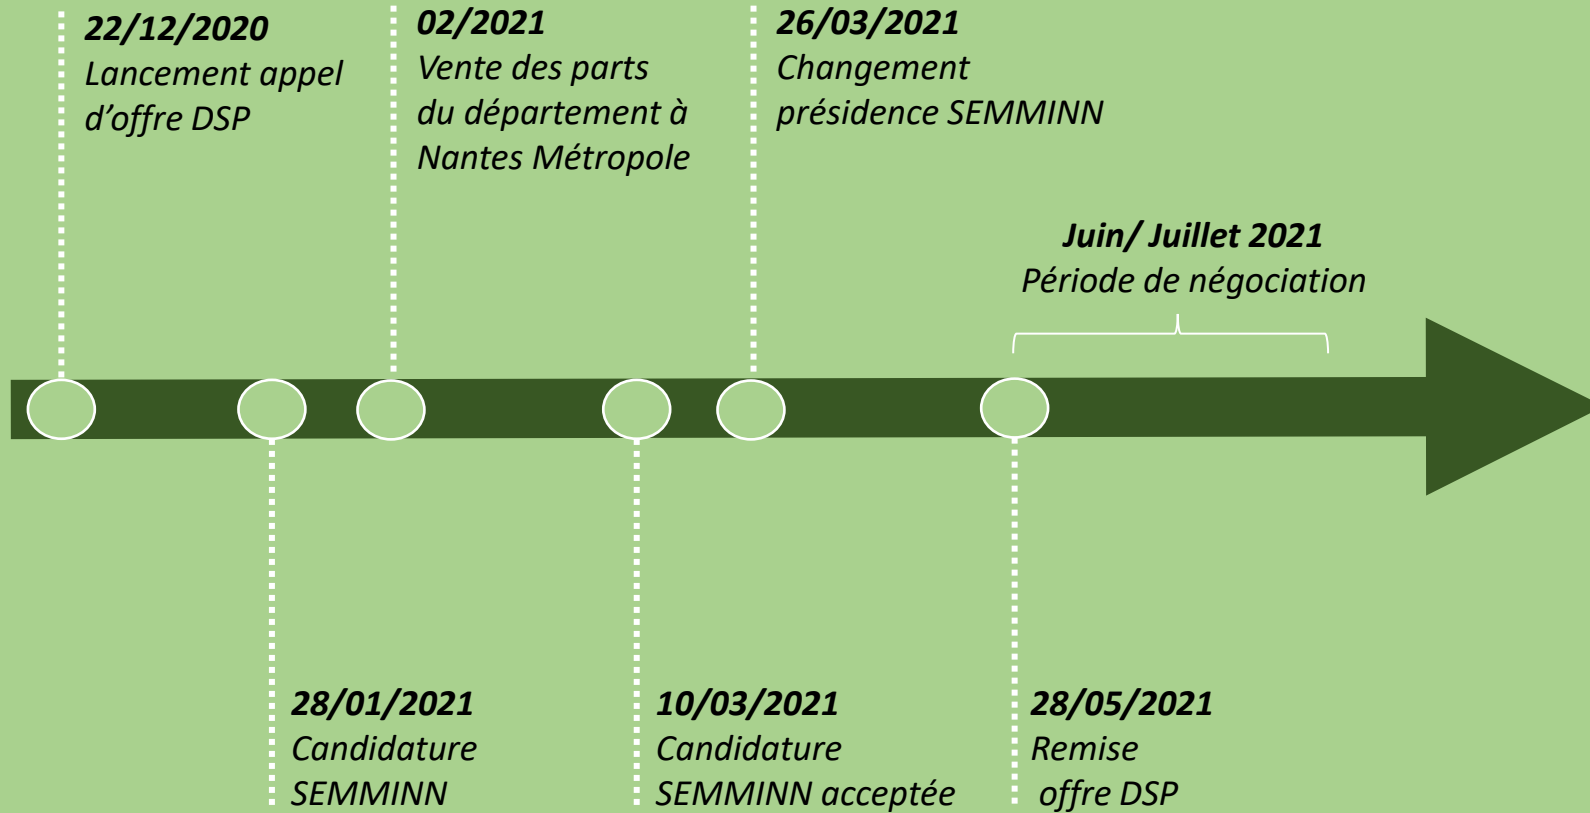 22/12/2020
Lancement appel
d’offre DSP
02/2021
Vente des parts
du département à
Nantes Métropole
26/03/2021
Changement
présidence SEMMINN
Juin/ Juillet 2021
Période de négociation
28/01/2021
Candidature
SEMMINN
10/03/2021
Candidature
SEMMINN acceptée
28/05/2021
Remise
offre DSP